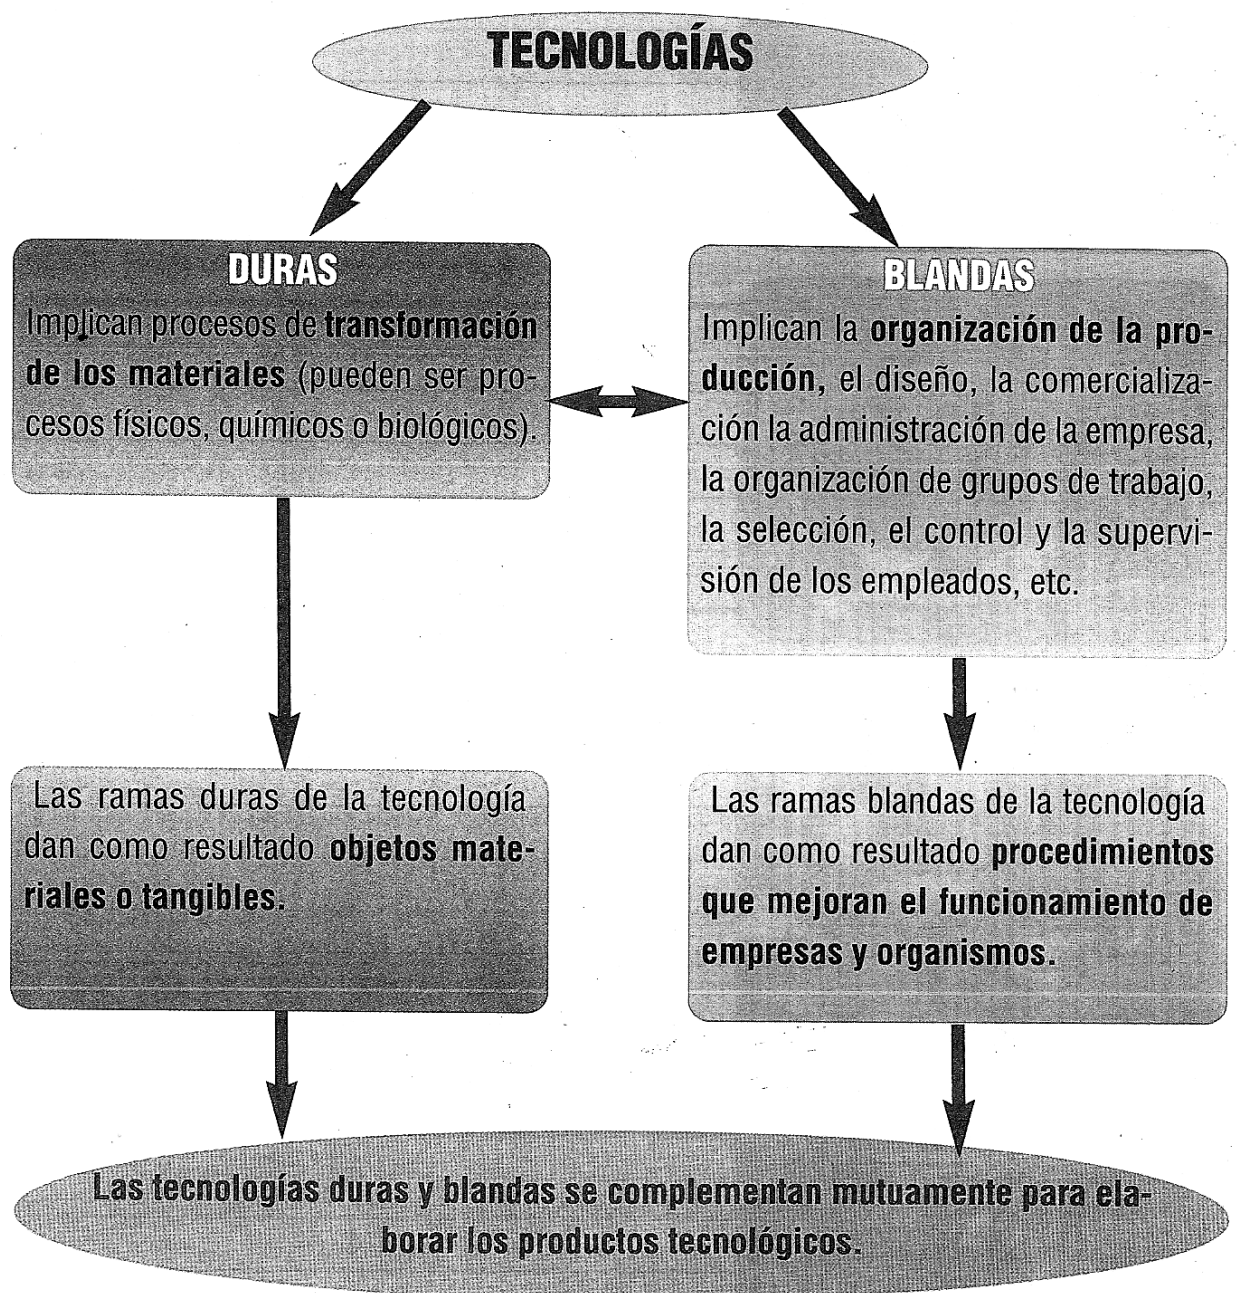 TECNOLOGÍAS
DURAS
Implican procesos de transformación
de los materiales (pueden ser pro-
cesos físicos, químicos o biológicos).
BLANDAS
Implican la organización de la pro-
ducción, el diseño, la comercializa-
ción la administración de la empresa,
la organización de grupos de trabajo,
la selección, el control y la supervi-
sión de los empleados, etc.
Las ramas duras de la tecnología
dan como resultado objetos mate-
riales o tangibles.
Las ramas blandas de la tecnología
dan como resultado procedimientos
que mejoran el funcionamiento de
empresas y organismos.
Las tecnologías duras y blandas se complementan mutuamente para ela-
borar los productos tecnológicos.